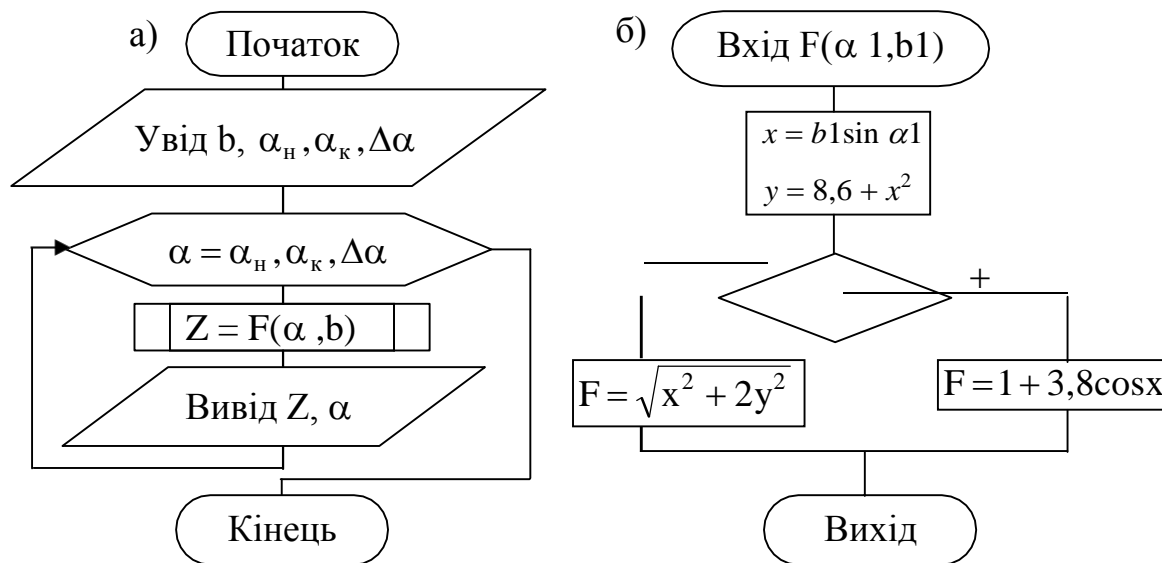 а)
Початок
Увід b, αн, αк, Δα
α = αн, αк, Δα
Z = F(α ,b)
Вивід Z, α
Кінець
б)
Вхід F(α 1,b1)
x = b1sin α1
y = 8,6 + x²
+
F = √(x² + 2y²)
F = 1 + 3,8cosx
Вихід